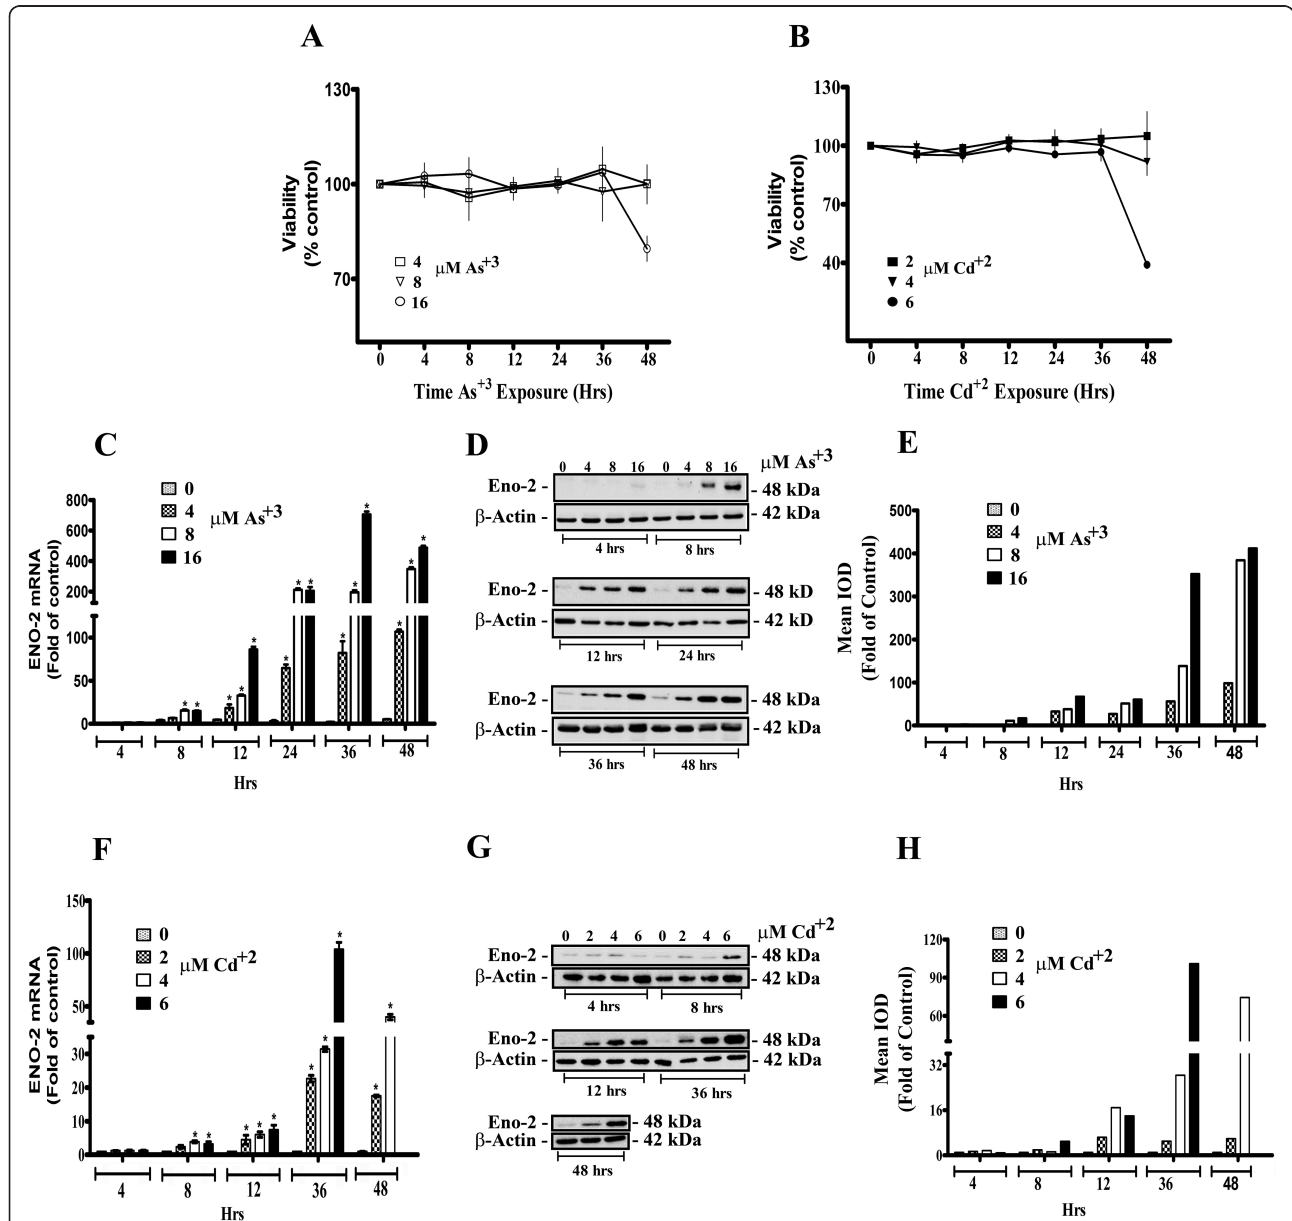 A
B
130
100
70
Viability
(% control)
4
8
16
μM As+3
0 4 8 12 24 36 48
Time As+3 Exposure (Hrs)
130
100
70
40
Viability
(% control)
2
4
6
μM Cd+2
0 4 8 12 24 36 48
Time Cd+2 Exposure (Hrs)
C
D
E
0
4
8
16
μM As+3
800
600
400
200
100
50
0
ENO-2 mRNA
(Fold of control)
* * * * * * * * * * * * * *
4 8 12 24 36 48
Hrs
0 4 8 16 0 4 8 16 μM As+3
Eno-2 - - 48 kDa
β-Actin - - 42 kDa
4 hrs 8 hrs
Eno-2 - - 48 kD
β-Actin - - 42 kD
12 hrs 24 hrs
Eno-2 - - 48 kDa
β-Actin - - 42 kDa
36 hrs 48 hrs
0
4
8
16
μM As+3
500
400
300
200
100
0
Mean IOD
(Fold of Control)
4 8 12 24 36 48
Hrs
F
G
H
0
2
4
6
μM Cd+2
150
100
50
30
20
10
0
ENO-2 mRNA
(Fold of control)
* * * * * * * * * *
4 8 12 36 48
Hrs
0 2 4 6 0 2 4 6 μM Cd+2
Eno-2 - - 48 kDa
β-Actin - - 42 kDa
4 hrs 8 hrs
Eno-2 - - 48 kDa
β-Actin - - 42 kDa
12 hrs 36 hrs
Eno-2 - - 48 kDa
β-Actin - - 42 kDa
48 hrs
0
2
4
6
μM Cd+2
120
90
60
32
16
0
Mean IOD
(Fold of Control)
4 8 12 36 48
Hrs